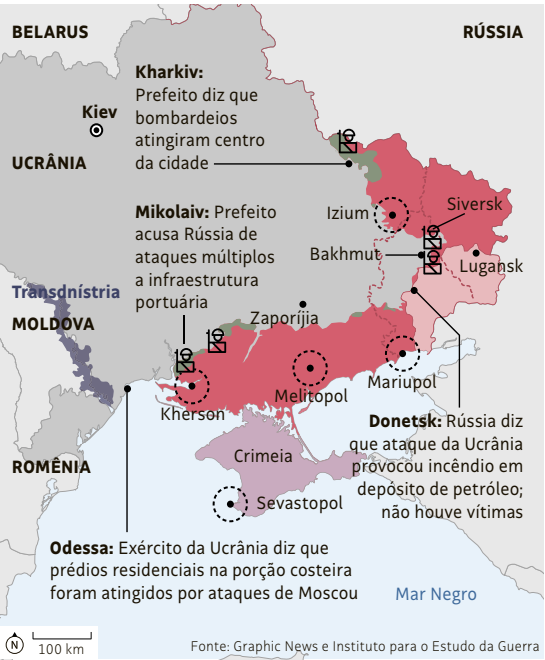 BELARUS
RÚSSIA
Kharkiv:
Prefeito diz que
bombardeios
atingiram centro
da cidade
Kiev
UCRÂNIA
Izium
Siversk
Mikolaiv: Prefeito
acusa Rússia de
ataques múltiplos
a infraestrutura
portuária
Bakhmut
Lugansk
Transdnístria
MOLDOVA
Zaporíjia
Mariupol
Melitopol
Kherson
Donetsk: Rússia diz
que ataque da Ucrânia
provocou incêndio em
depósito de petróleo;
não houve vítimas
Crimeia
ROMÊNIA
Sevastopol
Odessa: Exército da Ucrânia diz que
prédios residenciais na porção costeira
foram atingidos por ataques de Moscou
Mar Negro
N
100 km
Fonte: Graphic News e Instituto para o Estudo da Guerra